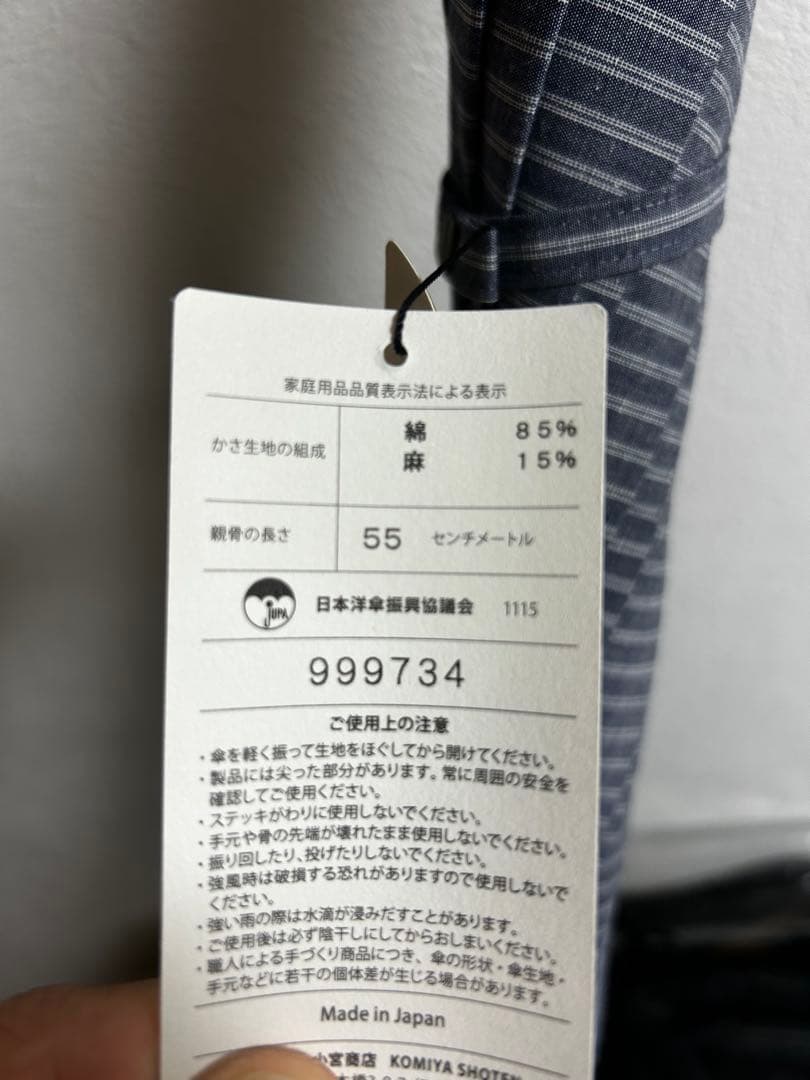 家庭用品品質表示法による表示
かさ生地の組成
綿 85%
麻 15%
親骨の長さ 55 センチメートル
JUPA 日本洋傘振興協議会 1115
999734
ご使用上の注意
・傘を軽く振って生地をほぐしてから開けてください。
・製品には尖った部分があります。常に周囲の安全を
確認してご使用ください。
・ステッキがわりに使用しないでください。
・手元や骨の先端が壊れたまま使用しないでください。
・振り回したり、投げたりしないでください。
・強風時は破損する恐れがありますので使用しないで
ください。
・強い雨の際は水滴が浸みだすことがあります。
・ご使用後は必ず陰干しにしてからおしまいください。
・職人による手づくり商品につき、傘の形状・傘生地・
手元などに若干の個体差が生じる場合があります。
Made in Japan
小宮商店 KOMIYA SHOTEN